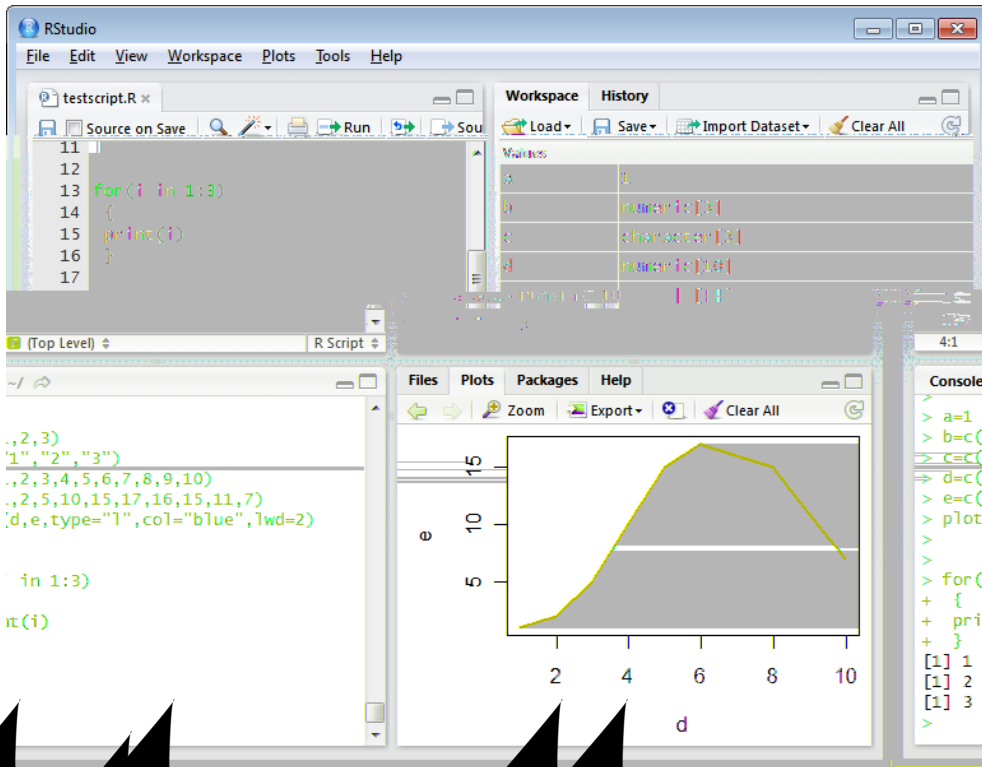 RStudio
File Edit View Workspace Plots Tools Help
testscript.R
Source on Save Run Sou
11
12
13 for(i in 1:3)
14 {
15 print(i)
16 }
17
(Top Level) R Script
Workspace History
Load Save Import Dataset Clear All
Values
a 1
b numeric[3]
c character[3]
d numeric[10]
4:1
~/
,2,3)
1","2","3")
,2,3,4,5,6,7,8,9,10)
,2,5,10,15,17,16,15,11,7)
(d,e,type="l",col="blue",lwd=2)
in 1:3)
nt(i)
Files Plots Packages Help
Zoom Export Clear All
15
10
5
e
2 4 6 8 10
d
Console
>
> a=1
> b=c(
> c=c(
> d=c(
> e=c(
> plot
>
>
> for(
+ {
+ pri
+ }
[1] 1
[1] 2
[1] 3
>